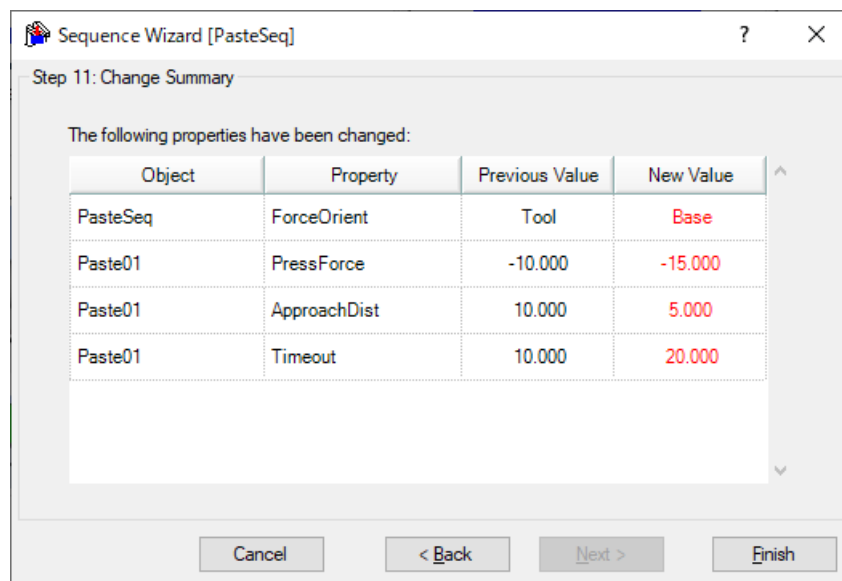 Sequence Wizard [PasteSeq] ?
Step 11: Change Summary
The following properties have been changed:
Object Property Previous Value New Value
PasteSeq ForceOrient Tool Base
Paste01 PressForce -10.000 -15.000
Paste01 ApproachDist 10.000 5.000
Paste01 Timeout 10.000 20.000
Cancel < Back Next > Finish